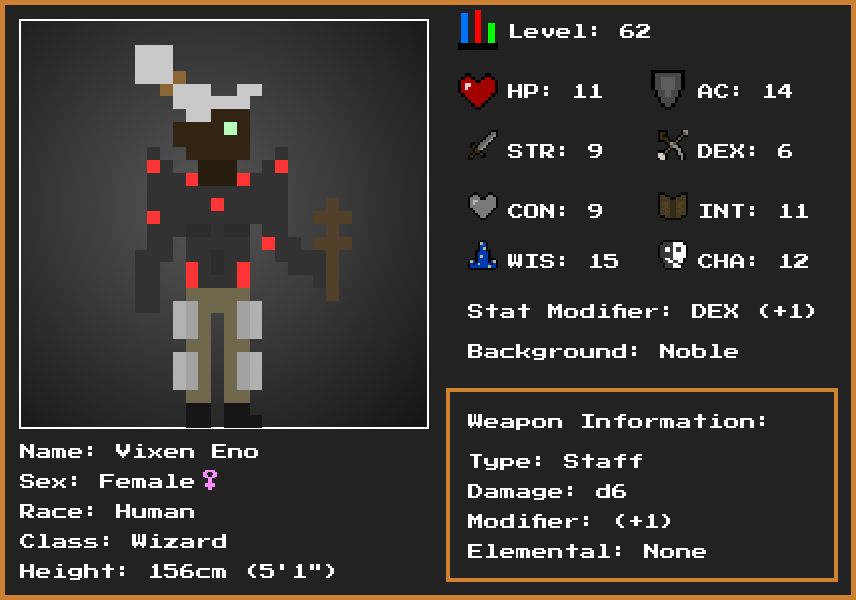 Level: 62
HP: 11 AC: 14
STR: 9 DEX: 6
CON: 9 INT: 11
WIS: 15 CHA: 12
Stat Modifier: DEX (+1)
Background: Noble
Weapon Information:
Type: Staff
Damage: d6
Modifier: (+1)
Elemental: None
Name: Vixen Eno
Sex: Female♀
Race: Human
Class: Wizard
Height: 156cm (5'1")